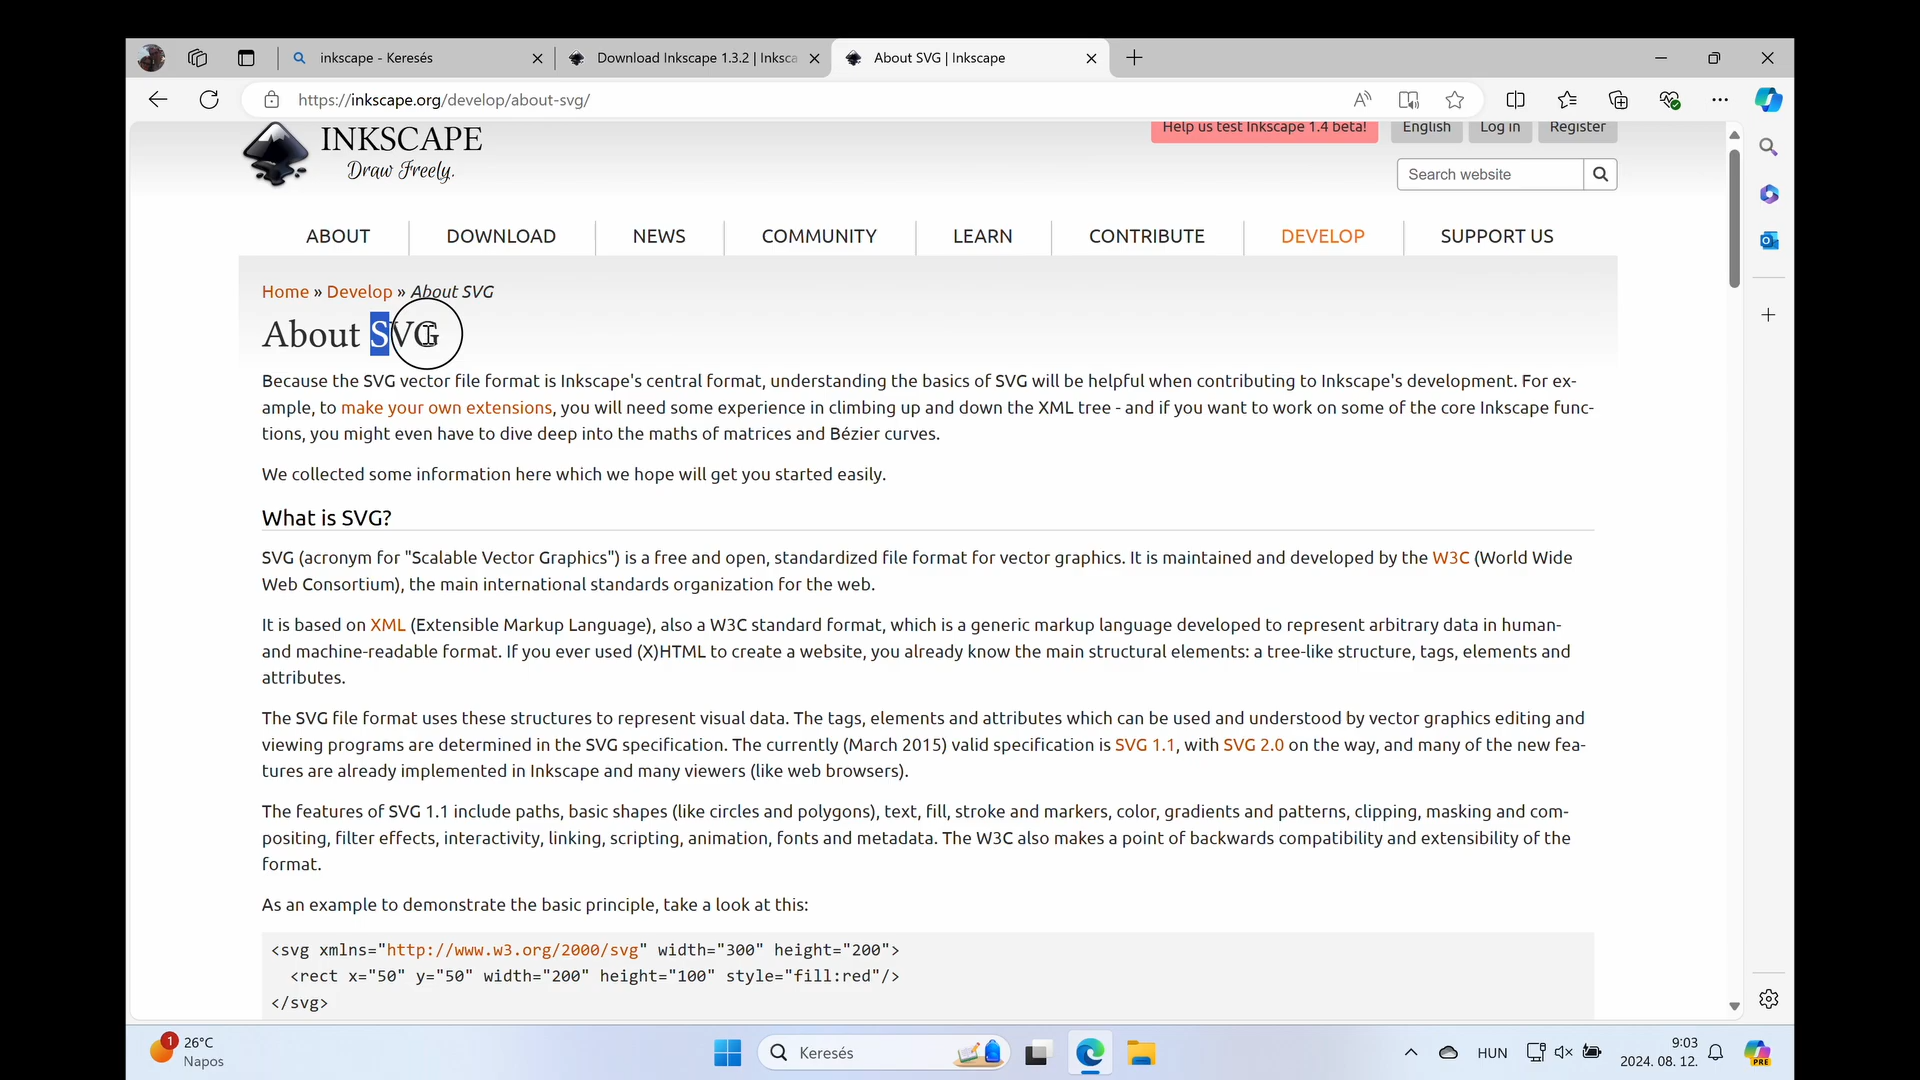 inkscape - Keresés
Download Inkscape 1.3.2 | Inksca
About SVG | Inkscape
https://inkscape.org/develop/about-svg/
INKSCAPE
Draw Freely.
Help us test Inkscape 1.4 beta!
English
Log in
Register
Search website
ABOUT
DOWNLOAD
NEWS
COMMUNITY
LEARN
CONTRIBUTE
DEVELOP
SUPPORT US
Home » Develop » About SVG
About SVG
Because the SVG vector file format is Inkscape's central format, understanding the basics of SVG will be helpful when contributing to Inkscape's development. For ex-
ample, to make your own extensions, you will need some experience in climbing up and down the XML tree - and if you want to work on some of the core Inkscape func-
tions, you might even have to dive deep into the maths of matrices and Bézier curves.
We collected some information here which we hope will get you started easily.
What is SVG?
SVG (acronym for "Scalable Vector Graphics") is a free and open, standardized file format for vector graphics. It is maintained and developed by the W3C (World Wide
Web Consortium), the main international standards organization for the web.
It is based on XML (Extensible Markup Language), also a W3C standard format, which is a generic markup language developed to represent arbitrary data in human-
and machine-readable format. If you ever used (X)HTML to create a website, you already know the main structural elements: a tree-like structure, tags, elements and
attributes.
The SVG file format uses these structures to represent visual data. The tags, elements and attributes which can be used and understood by vector graphics editing and
viewing programs are determined in the SVG specification. The currently (March 2015) valid specification is SVG 1.1, with SVG 2.0 on the way, and many of the new fea-
tures are already implemented in Inkscape and many viewers (like web browsers).
The features of SVG 1.1 include paths, basic shapes (like circles and polygons), text, fill, stroke and markers, color, gradients and patterns, clipping, masking and com-
positing, filter effects, interactivity, linking, scripting, animation, fonts and metadata. The W3C also makes a point of backwards compatibility and extensibility of the
format.
As an example to demonstrate the basic principle, take a look at this:
<svg xmlns="http://www.w3.org/2000/svg" width="300" height="200">
<rect x="50" y="50" width="200" height="100" style="fill:red"/>
</svg>
1
26°C
Napos
Keresés
HUN
9:03
2024. 08. 12.
PRE